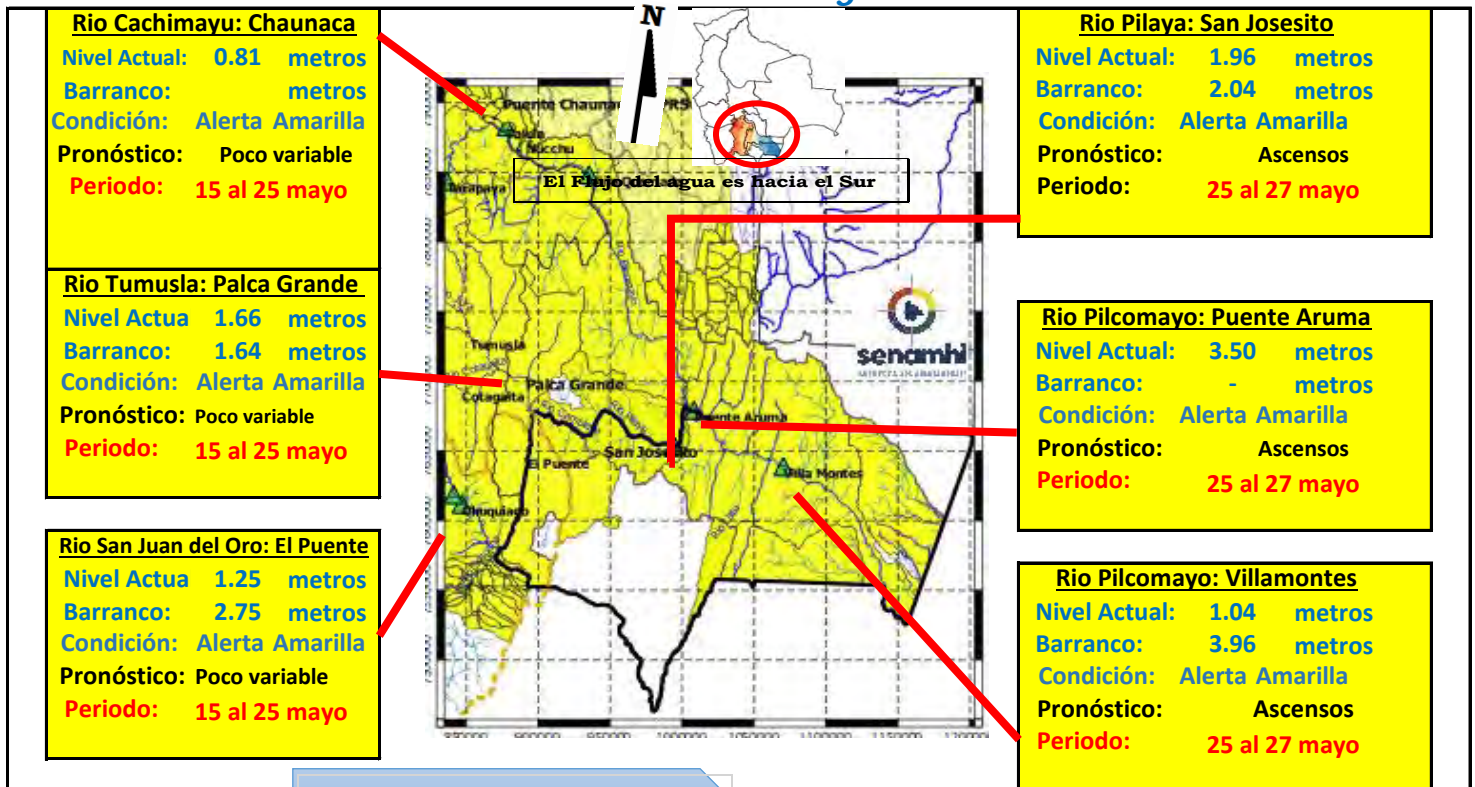 Rio Cachimayu: Chaunaca
Nivel Actual: 0.81 metros
Barranco: metros
Condición: Alerta Amarilla
Pronóstico: Poco variable
Periodo: 15 al 25 mayo
Rio Tumusla: Palca Grande
Nivel Actua 1.66 metros
Barranco: 1.64 metros
Condición: Alerta Amarilla
Pronóstico: Poco variable
Periodo: 15 al 25 mayo
Rio San Juan del Oro: El Puente
Nivel Actua 1.25 metros
Barranco: 2.75 metros
Condición: Alerta Amarilla
Pronóstico: Poco variable
Periodo: 15 al 25 mayo
N
Puente Chaunaca
Nucchu
El Flujo del agua es hacia el Sur
Tarapaya
senamhi
Tumusla
Palca Grande
Cotagaita
Puente Aruma
San Josesito
El Puente
Villa Montes
Chuquiago
Rio Pilaya: San Josesito
Nivel Actual: 1.96 metros
Barranco: 2.04 metros
Condición: Alerta Amarilla
Pronóstico: Ascensos
Periodo: 25 al 27 mayo
Rio Pilcomayo: Puente Aruma
Nivel Actual: 3.50 metros
Barranco: - metros
Condición: Alerta Amarilla
Pronóstico: Ascensos
Periodo: 25 al 27 mayo
Rio Pilcomayo: Villamontes
Nivel Actual: 1.04 metros
Barranco: 3.96 metros
Condición: Alerta Amarilla
Pronóstico: Ascensos
Periodo: 25 al 27 mayo